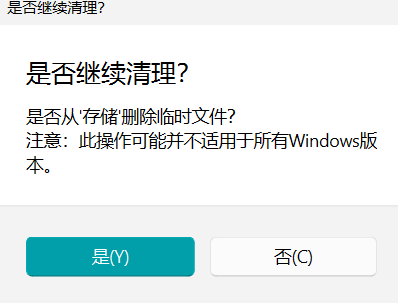 是否继续清理?
是否继续清理?
是否从'存储'删除临时文件?
注意：此操作可能并不适用于所有Windows版
本。
是(Y)
否(C)